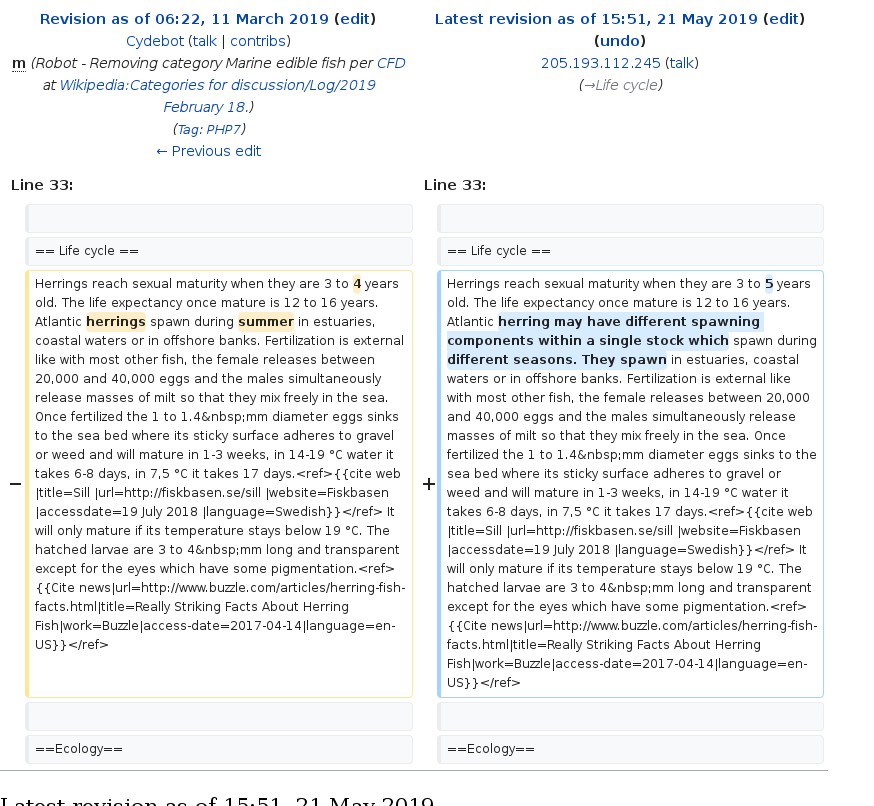 Revision as of 06:22, 11 March 2019 (edit)
Cydebot (talk | contribs)
m (Robot - Removing category Marine edible fish per CFD
at Wikipedia:Categories for discussion/Log/2019
February 18.)
(Tag: PHP7)
← Previous edit
Latest revision as of 15:51, 21 May 2019 (edit)
(undo)
205.193.112.245 (talk)
(→Life cycle)
Line 33:
== Life cycle ==
−
Herrings reach sexual maturity when they are 3 to 4 years
old. The life expectancy once mature is 12 to 16 years.
Atlantic herrings spawn during summer in estuaries,
coastal waters or in offshore banks. Fertilization is external
like with most other fish, the female releases between
20,000 and 40,000 eggs and the males simultaneously
release masses of milt so that they mix freely in the sea.
Once fertilized the 1 to 1.4&nbsp;mm diameter eggs sinks
to the sea bed where its sticky surface adheres to gravel
or weed and will mature in 1-3 weeks, in 14-19 °C water it
takes 6-8 days, in 7,5 °C it takes 17 days.<ref>{{cite web
|title=Sill |url=http://fiskbasen.se/sill |website=Fiskbasen
|accessdate=19 July 2018 |language=Swedish}}</ref> It
will only mature if its temperature stays below 19 °C. The
hatched larvae are 3 to 4&nbsp;mm long and transparent
except for the eyes which have some pigmentation.<ref>
{{Cite news|url=http://www.buzzle.com/articles/herring-fish-
facts.html|title=Really Striking Facts About Herring
Fish|work=Buzzle|access-date=2017-04-14|language=en-
US}}</ref>
==Ecology==
Line 33:
== Life cycle ==
+
Herrings reach sexual maturity when they are 3 to 5 years
old. The life expectancy once mature is 12 to 16 years.
Atlantic herring may have different spawning
components within a single stock which spawn during
different seasons. They spawn in estuaries, coastal
waters or in offshore banks. Fertilization is external like
with most other fish, the female releases between 20,000
and 40,000 eggs and the males simultaneously release
masses of milt so that they mix freely in the sea. Once
fertilized the 1 to 1.4&nbsp;mm diameter eggs sinks to the
sea bed where its sticky surface adheres to gravel or
weed and will mature in 1-3 weeks, in 14-19 °C water it
takes 6-8 days, in 7,5 °C it takes 17 days.<ref>{{cite web
|title=Sill |url=http://fiskbasen.se/sill |website=Fiskbasen
|accessdate=19 July 2018 |language=Swedish}}</ref> It
will only mature if its temperature stays below 19 °C. The
hatched larvae are 3 to 4&nbsp;mm long and transparent
except for the eyes which have some pigmentation.<ref>
{{Cite news|url=http://www.buzzle.com/articles/herring-fish-
facts.html|title=Really Striking Facts About Herring
Fish|work=Buzzle|access-date=2017-04-14|language=en-
US}}</ref>
==Ecology==
Latest revision as of 15:51, 21 May 2019